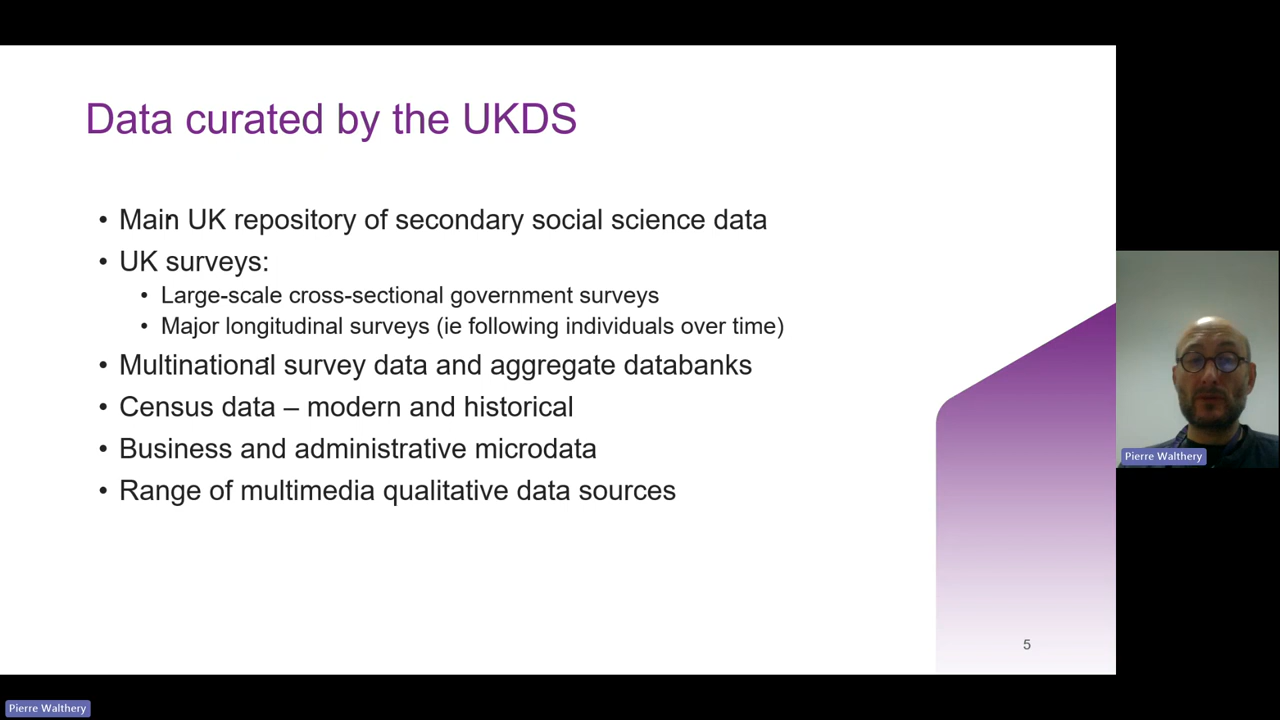 Data curated by the UKDS
• Main UK repository of secondary social science data
• UK surveys:
• Large-scale cross-sectional government surveys
• Major longitudinal surveys (ie following individuals over time)
• Multinational survey data and aggregate databanks
• Census data – modern and historical
• Business and administrative microdata
• Range of multimedia qualitative data sources
5
Pierre Walthery
Pierre Walthery